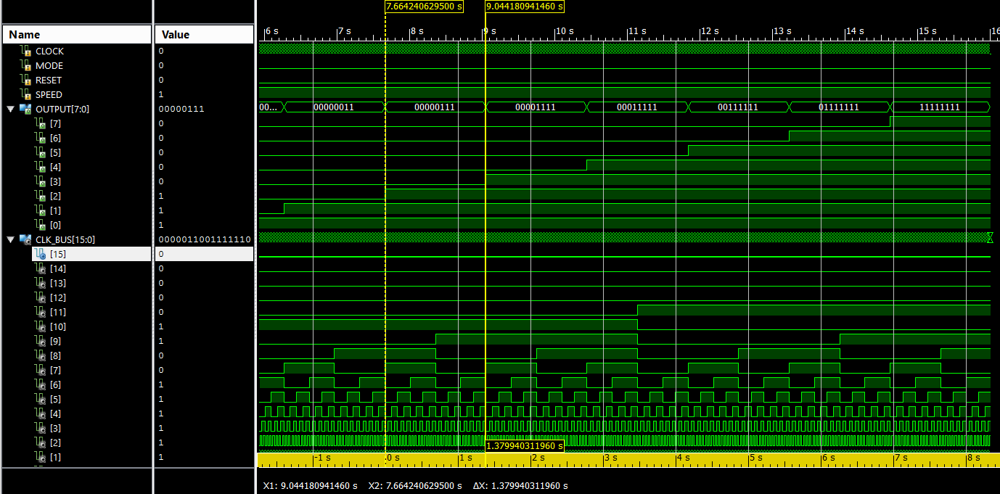 7.664240629500 s 9.044180941460 s
Name Value
6 s 7 s 8 s 9 s 10 s 11 s 12 s 13 s 14 s 15 s 16
CLOCK 0
MODE 0
RESET 0
SPEED 1
OUTPUT[7:0] 00000111 00... 00000011 00000111 00001111 00011111 00111111 01111111 11111111
[7] 0
[6] 0
[5] 0
[4] 0
[3] 0
[2] 1
[1] 1
[0] 1
CLK_BUS[15:0] 0000011001111110
[15] 0
[14] 0
[13] 0
[12] 0
[11] 0
[10] 1
[9] 1
[8] 0
[7] 0
[6] 1
[5] 1
[4] 1
[3] 1
[2] 1
1.379940311960 s
[1] 1
-1 s 0 s 1 s 2 s 3 s 4 s 5 s 6 s 7 s 8 s
X1: 9.044180941460 s X2: 7.664240629500 s ΔX: 1.379940311960 s